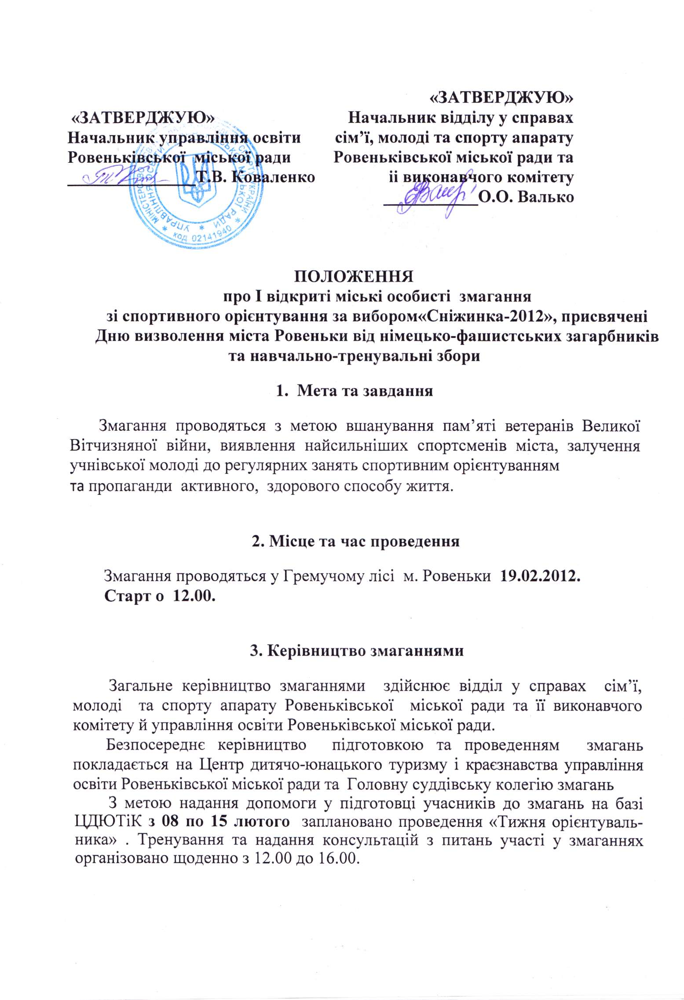 «ЗАТВЕРДЖУЮ»
Начальник управління освіти
Ровеньківської міської ради
Т.В. Коваленко
«ЗАТВЕРДЖУЮ»
Начальник відділу у справах
сім’ї, молоді та спорту апарату
Ровеньківської міської ради та
іі виконавчого комітету
О.О. Валько
УКРАЇНИ
УПРАВЛІННЯ ОСВІТИ
МІСЬКОЇ РАДИ
код 02141940
ПОЛОЖЕННЯ
про І відкриті міські особисті змагання
зі спортивного орієнтування за вибором«Сніжинка-2012», присвячені
Дню визволення міста Ровеньки від німецько-фашистських загарбників
та навчально-тренувальні збори
1. Мета та завдання
Змагання проводяться з метою вшанування пам’яті ветеранів Великої
Вітчизняної війни, виявлення найсильніших спортсменів міста, залучення
учнівської молоді до регулярних занять спортивним орієнтуванням
та пропаганди активного, здорового способу життя.
2. Місце та час проведення
Змагання проводяться у Гремучому лісі м. Ровеньки 19.02.2012.
Старт о 12.00.
3. Керівництво змаганнями
Загальне керівництво змаганнями здійснює відділ у справах сім’ї,
молоді та спорту апарату Ровеньківської міської ради та її виконавчого
комітету й управління освіти Ровеньківської міської ради.
Безпосереднє керівництво підготовкою та проведенням змагань
покладається на Центр дитячо-юнацького туризму і краєзнавства управління
освіти Ровеньківської міської ради та Головну суддівську колегію змагань
З метою надання допомоги у підготовці учасників до змагань на базі
ЦДЮТіК з 08 по 15 лютого заплановано проведення «Тижня орієнтуваль-
ника» . Тренування та надання консультацій з питань участі у змаганнях
організовано щоденно з 12.00 до 16.00.